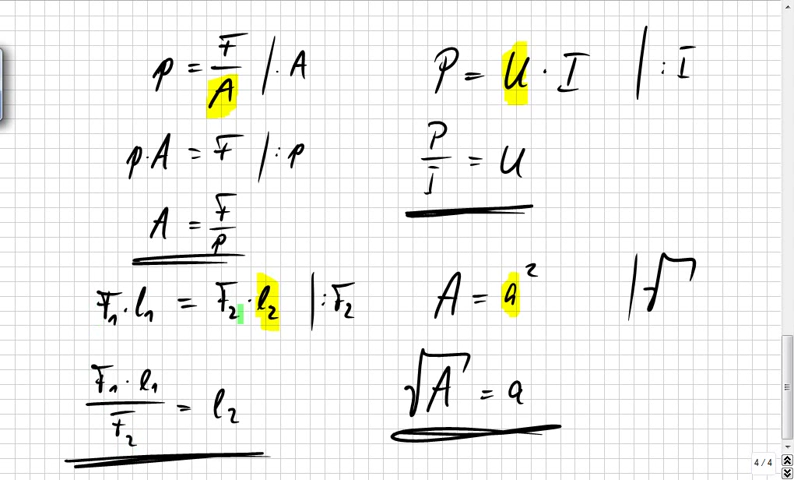 p = F/A | · A
p · A = F | : p
A = F/p
P = U · I | : I
P/I = U
F₁ · l₁ = F₂ · l₂ | : F₂
(F₁ · l₁)/F₂ = l₂
A = a² | √
√A = a
4 / 4